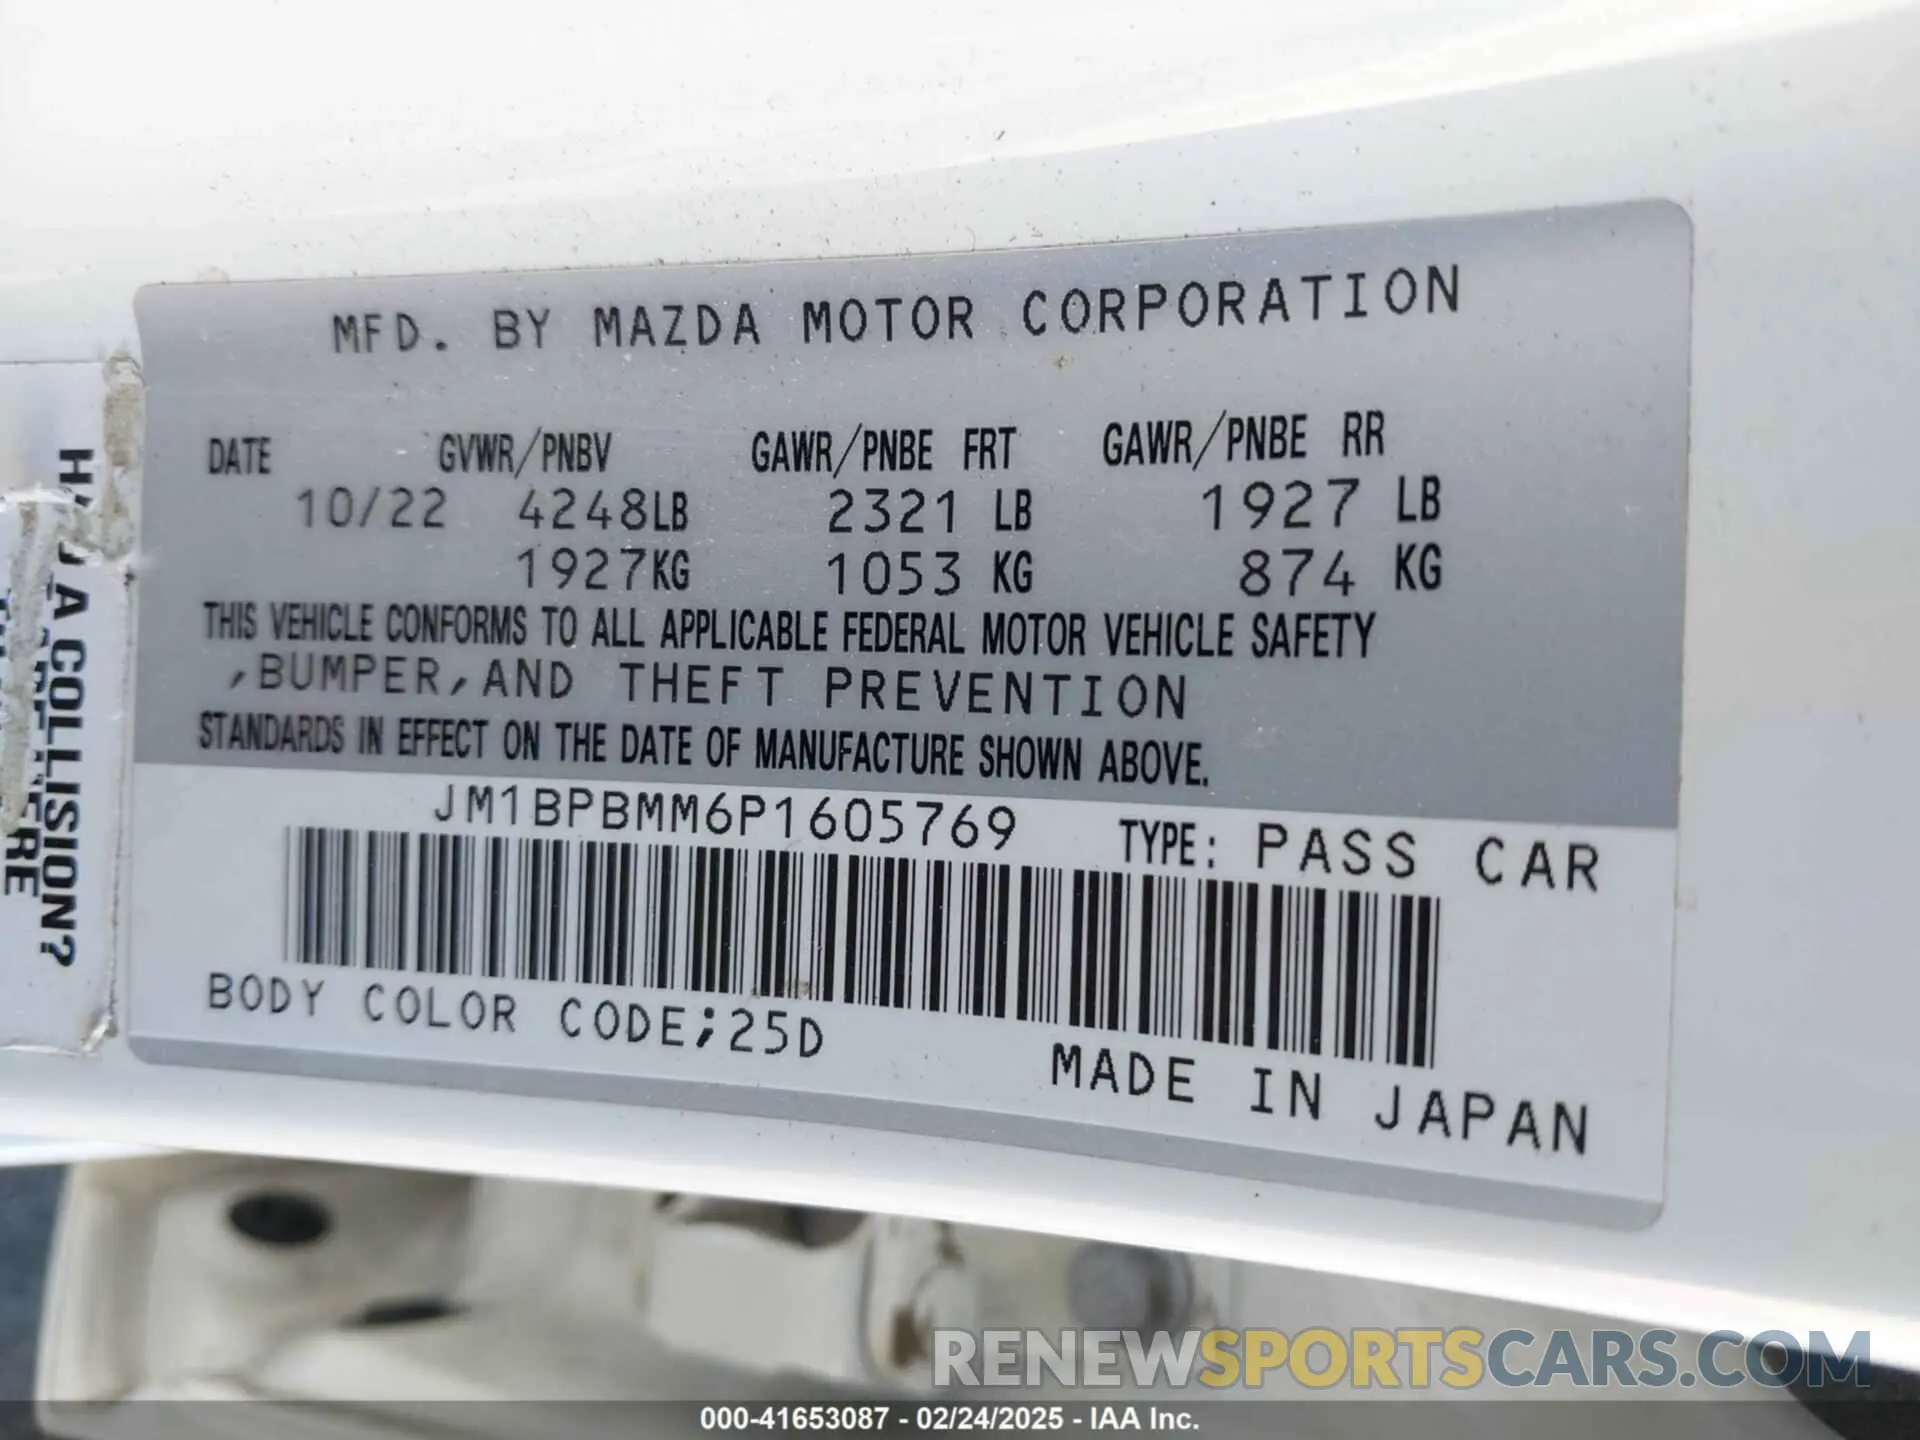 MFD. BY MAZDA MOTOR CORPORATION
DATE GVWR/PNBV GAWR/PNBE FRT GAWR/PNBE RR
10/22 4248LB 2321 LB 1927 LB
1927KG 1053 KG 874 KG
THIS VEHICLE CONFORMS TO ALL APPLICABLE FEDERAL MOTOR VEHICLE SAFETY
,BUMPER,AND THEFT PREVENTION
STANDARDS IN EFFECT ON THE DATE OF MANUFACTURE SHOWN ABOVE.
JM1BPBMM6P1605769 TYPE: PASS CAR
BODY COLOR CODE;25D
MADE IN JAPAN
A COLLISION?
RENEWSPORTSCARS.COM
000-41653087 - 02/24/2025 - IAA Inc.